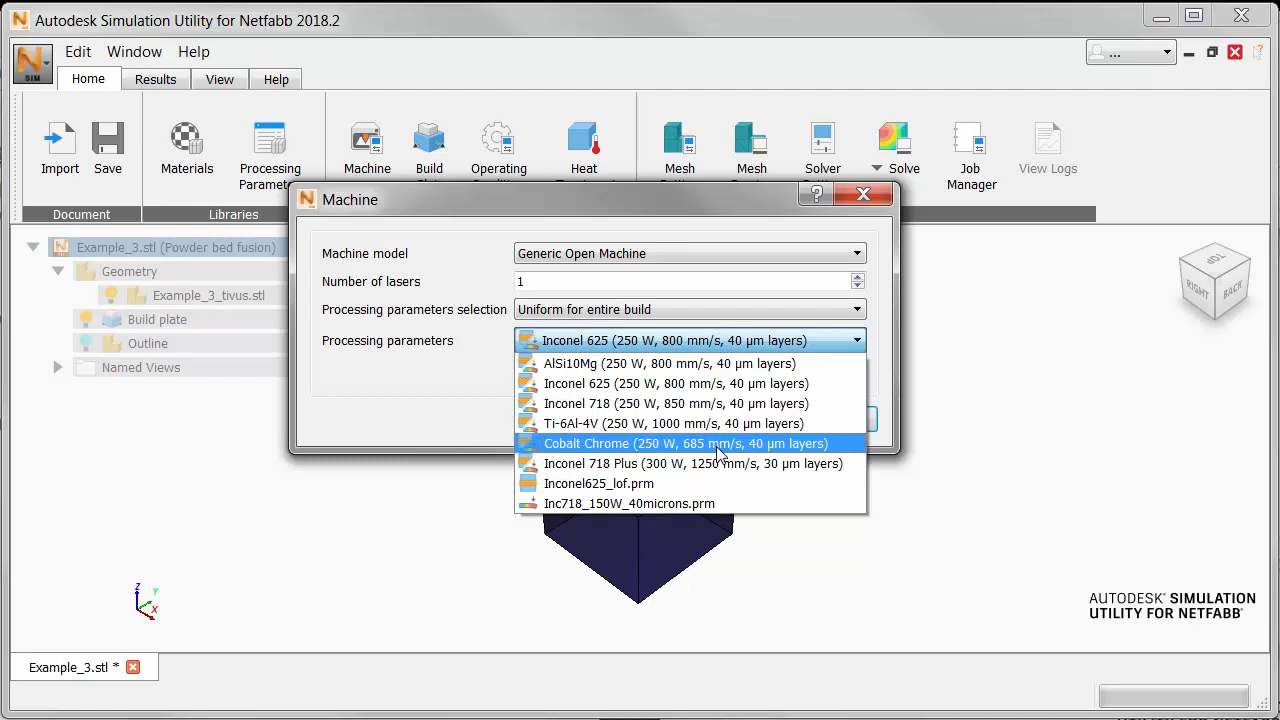 Autodesk Simulation Utility for Netfabb 2018.2
Edit Window Help
...
SIM
Home Results View Help
Import Save Materials Processing Machine Build Operating Heat Mesh Mesh Solver Solve Job View Logs
Manager
Document Libraries
Machine
Example_3.stl (Powder bed fusion)
Geometry
Example_3_tivus.stl
Build plate
Outline
Named Views
Machine model Generic Open Machine
Number of lasers 1
Processing parameters selection Uniform for entire build
Processing parameters Inconel 625 (250 W, 800 mm/s, 40 µm layers)
AlSi10Mg (250 W, 800 mm/s, 40 µm layers)
Inconel 625 (250 W, 800 mm/s, 40 µm layers)
Inconel 718 (250 W, 850 mm/s, 40 µm layers)
Ti-6Al-4V (250 W, 1000 mm/s, 40 µm layers)
Cobalt Chrome (250 W, 685 mm/s, 40 µm layers)
Inconel 718 Plus (300 W, 1250 mm/s, 30 µm layers)
Inconel625_lof.prm
Inc718_150W_40microns.prm
TOP
RIGHT BACK
Z
Y
X
AUTODESK® SIMULATION
UTILITY FOR NETFABB®
Example_3.stl *